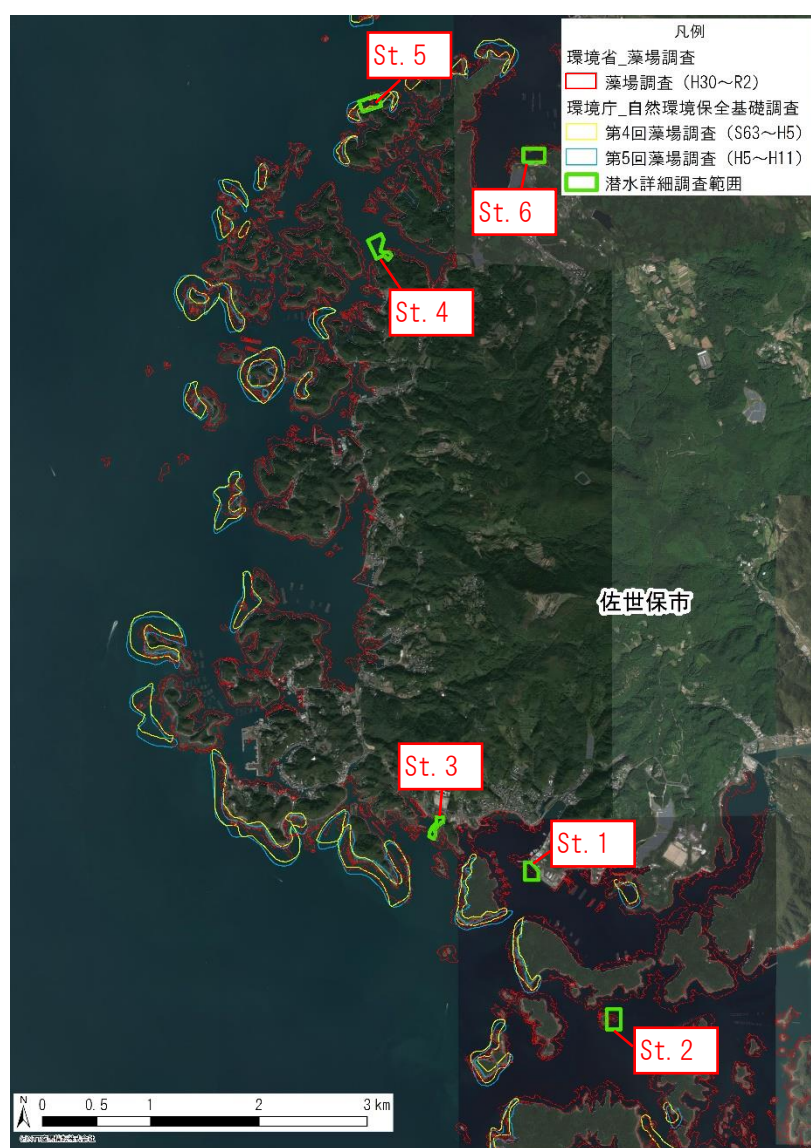 凡例
環境省_藻場調査
藻場調査 (H30～R2)
環境庁_自然環境保全基礎調査
第4回藻場調査 (S63～H5)
第5回藻場調査 (H5～H11)
潜水詳細調査範囲
St. 5
St. 6
St. 4
佐世保市
St. 3
St. 1
St. 2
N
0 0.5 1 2 3 km